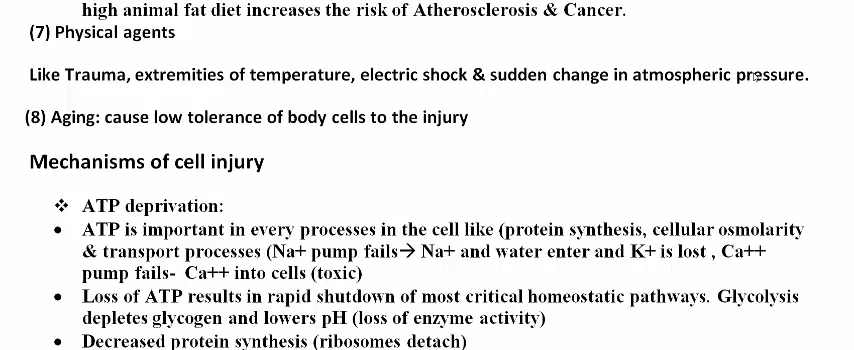 high animal fat diet increases the risk of Atherosclerosis & Cancer.
(7) Physical agents
Like Trauma, extremities of temperature, electric shock & sudden change in atmospheric pressure.
(8) Aging: cause low tolerance of body cells to the injury
Mechanisms of cell injury
❖ ATP deprivation:
• ATP is important in every processes in the cell like (protein synthesis, cellular osmolarity
& transport processes (Na+ pump fails→ Na+ and water enter and K+ is lost , Ca++
pump fails- Ca++ into cells (toxic)
• Loss of ATP results in rapid shutdown of most critical homeostatic pathways. Glycolysis
depletes glycogen and lowers pH (loss of enzyme activity)
• Decreased protein synthesis (ribosomes detach)